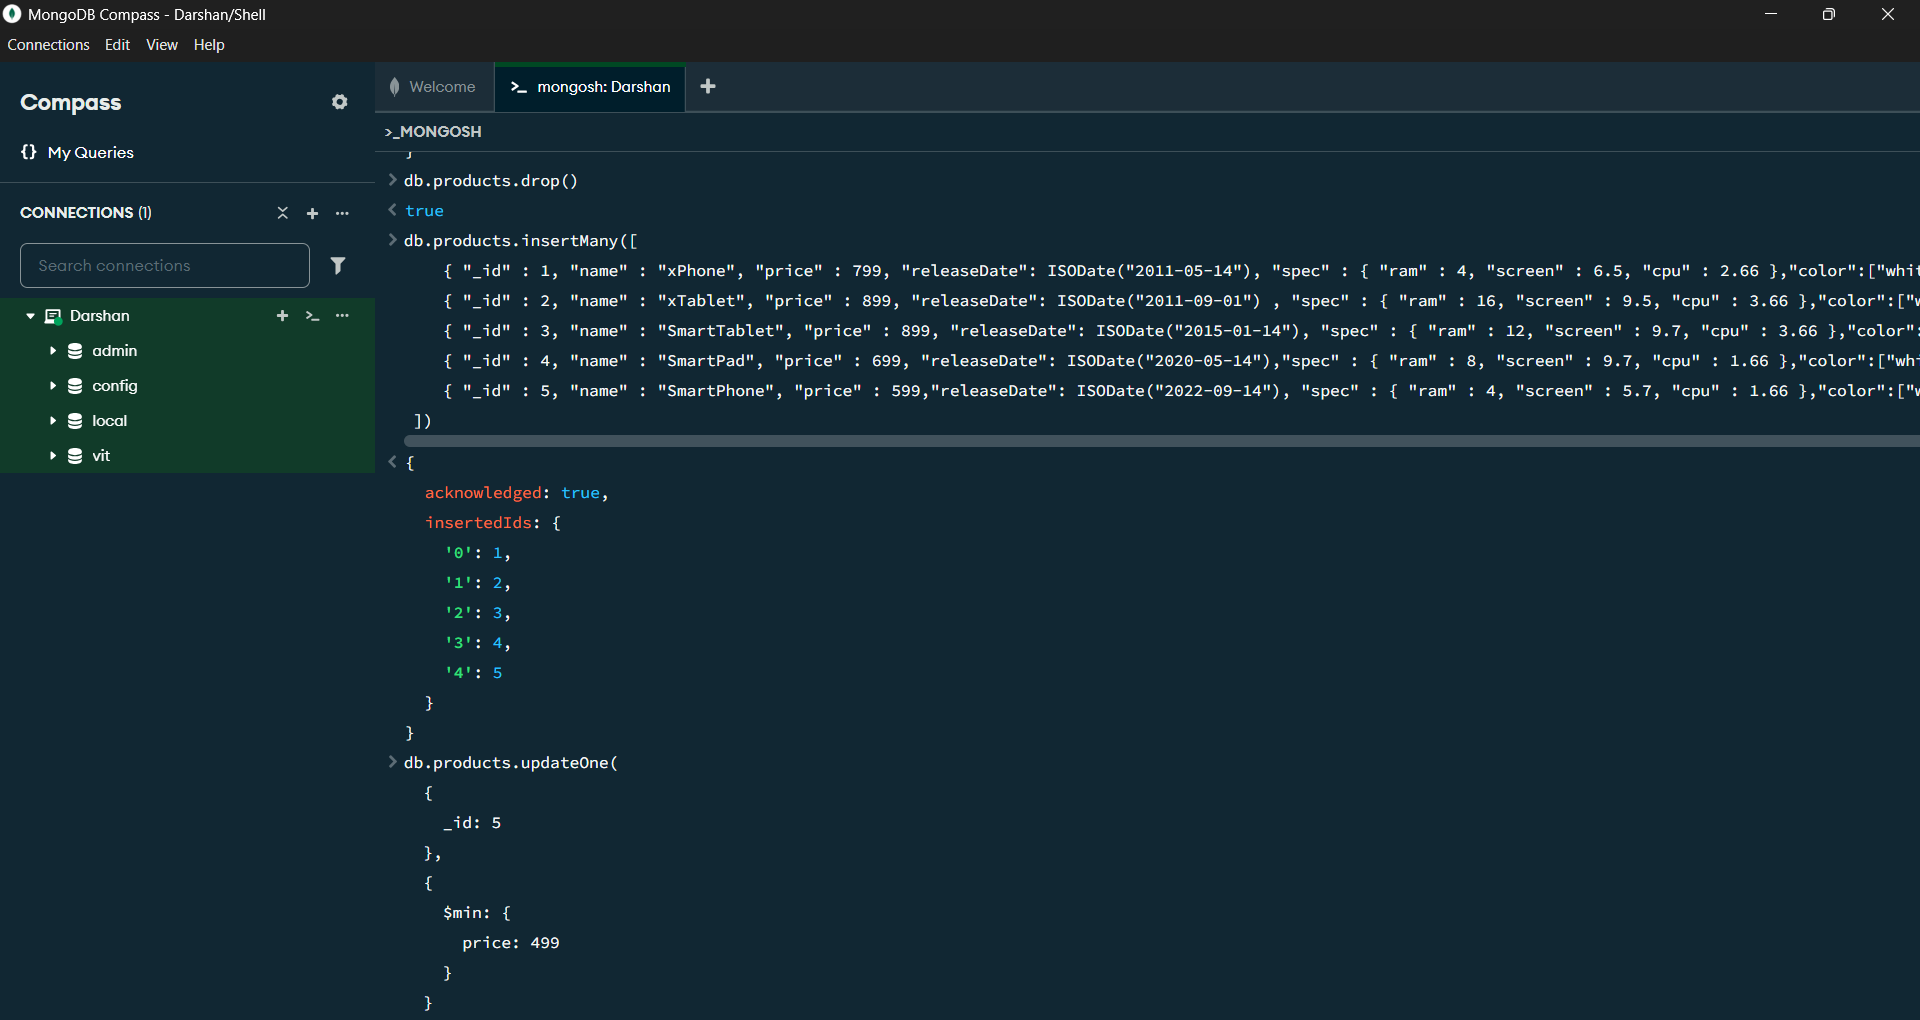 MongoDB Compass - Darshan/Shell
Connections Edit View Help
Compass
{} My Queries
CONNECTIONS (1)
Search connections
Darshan
admin
config
local
vit
Welcome
>_ mongosh: Darshan
>_MONGOSH
}
> db.products.drop()
< true
> db.products.insertMany([
{ "_id" : 1, "name" : "xPhone", "price" : 799, "releaseDate": ISODate("2011-05-14"), "spec" : { "ram" : 4, "screen" : 6.5, "cpu" : 2.66 },"color":["whit
{ "_id" : 2, "name" : "xTablet", "price" : 899, "releaseDate": ISODate("2011-09-01") , "spec" : { "ram" : 16, "screen" : 9.5, "cpu" : 3.66 },"color":["w
{ "_id" : 3, "name" : "SmartTablet", "price" : 899, "releaseDate": ISODate("2015-01-14"), "spec" : { "ram" : 12, "screen" : 9.7, "cpu" : 3.66 },"color":
{ "_id" : 4, "name" : "SmartPad", "price" : 699, "releaseDate": ISODate("2020-05-14"),"spec" : { "ram" : 8, "screen" : 9.7, "cpu" : 1.66 },"color":["whi
{ "_id" : 5, "name" : "SmartPhone", "price" : 599,"releaseDate": ISODate("2022-09-14"), "spec" : { "ram" : 4, "screen" : 5.7, "cpu" : 1.66 },"color":["w
])
< {
acknowledged: true,
insertedIds: {
'0': 1,
'1': 2,
'2': 3,
'3': 4,
'4': 5
}
}
> db.products.updateOne(
{
_id: 5
},
{
$min: {
price: 499
}
}